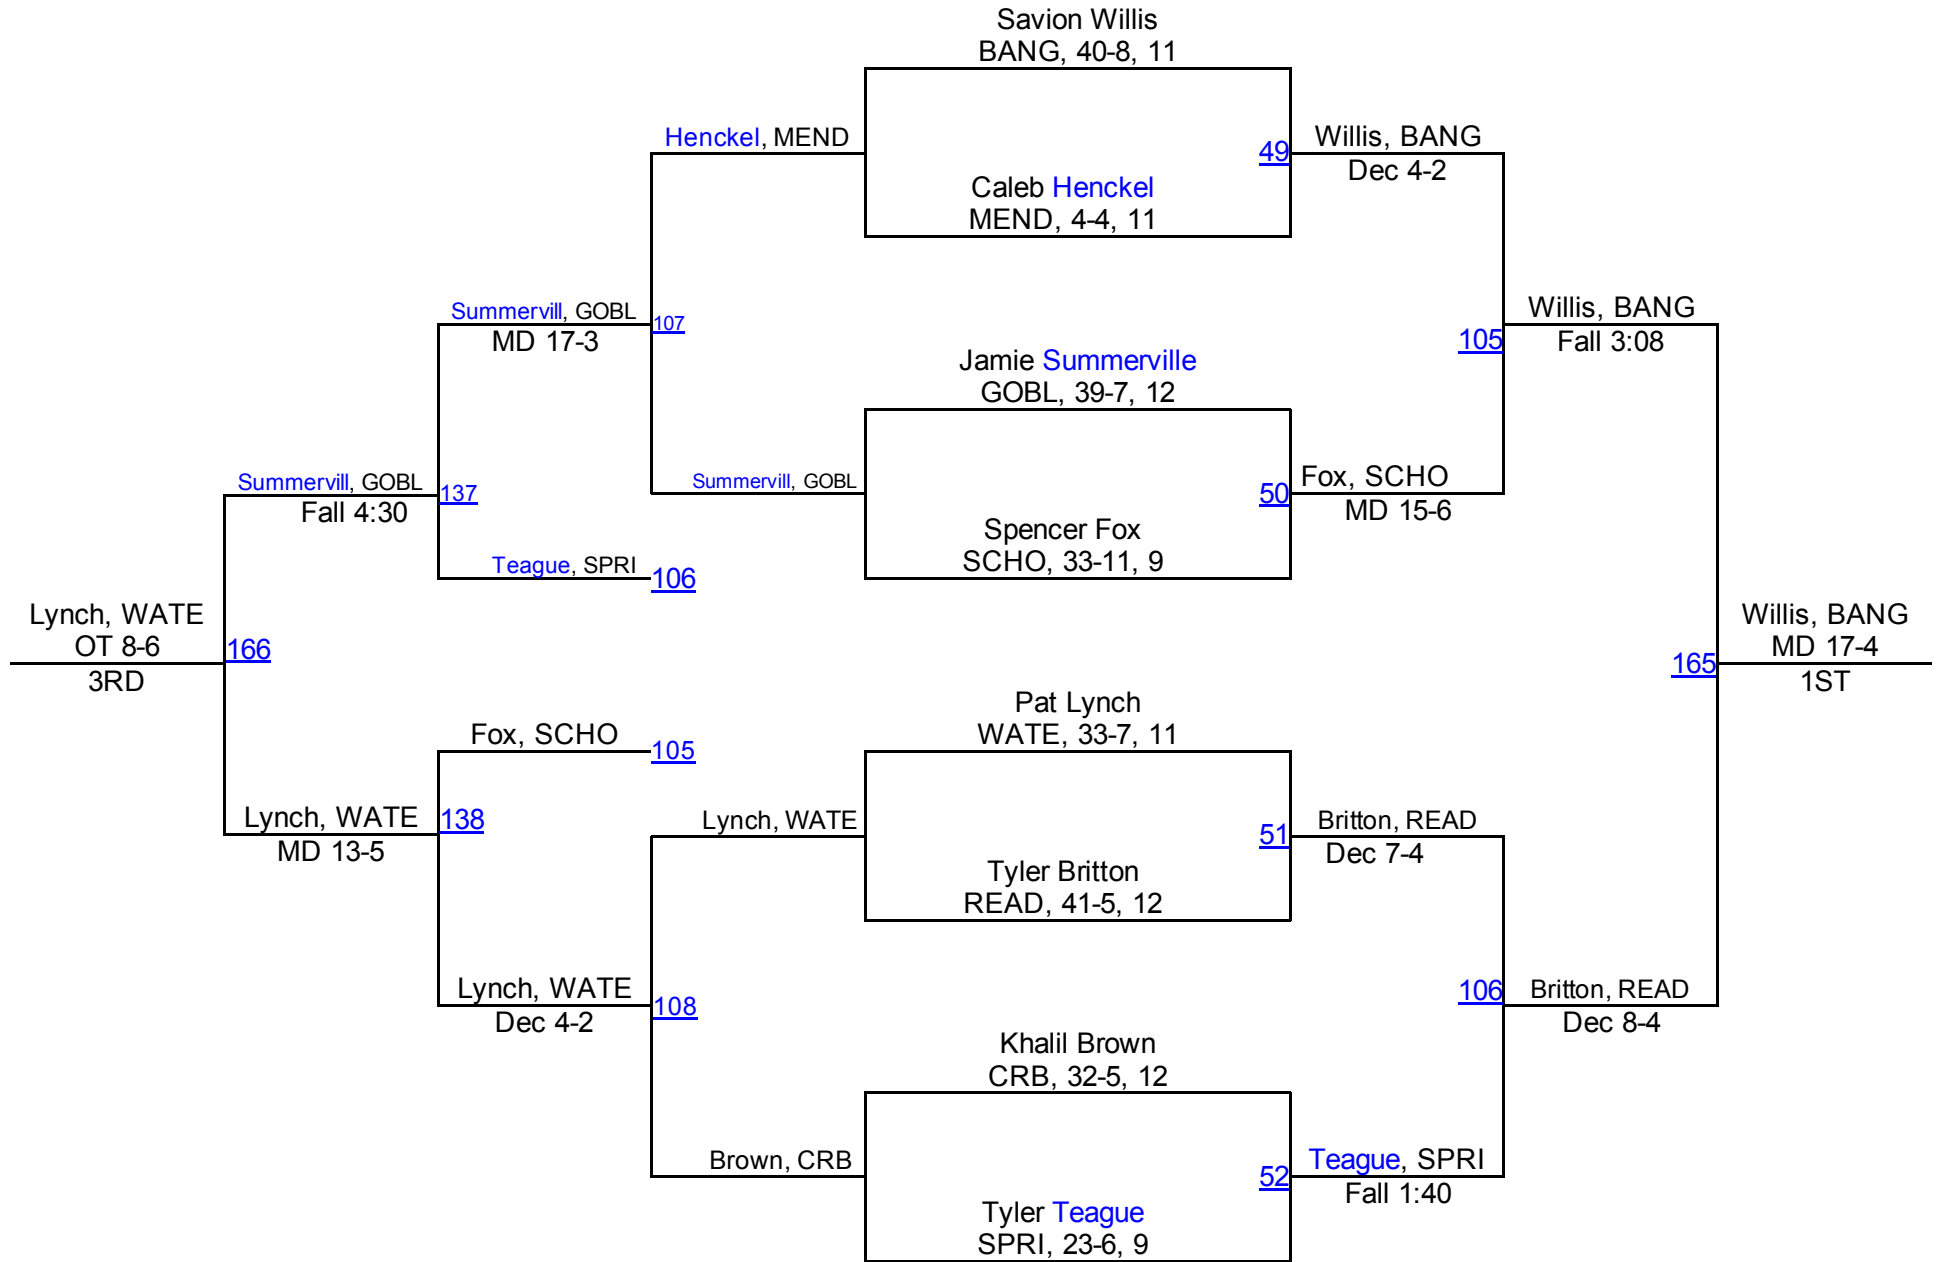 Savion Willis
BANG, 40-8, 11
Henckel, MEND
49
Willis, BANG
Dec 4-2
Caleb Henckel
MEND, 4-4, 11
Summervill, GOBL
107
MD 17-3
Willis, BANG
105
Fall 3:08
Jamie Summerville
GOBL, 39-7, 12
Summervill, GOBL
137
Fall 4:30
Summervill, GOBL
50
Fox, SCHO
MD 15-6
Spencer Fox
SCHO, 33-11, 9
Teague, SPRI
106
Lynch, WATE
OT 8-6
166
3RD
Willis, BANG
MD 17-4
165
1ST
Pat Lynch
WATE, 33-7, 11
Fox, SCHO
105
Lynch, WATE
138
MD 13-5
Lynch, WATE
51
Britton, READ
Dec 7-4
Tyler Britton
READ, 41-5, 12
Lynch, WATE
108
Dec 4-2
106
Britton, READ
Dec 8-4
Khalil Brown
CRB, 32-5, 12
Brown, CRB
52
Teague, SPRI
Fall 1:40
Tyler Teague
SPRI, 23-6, 9